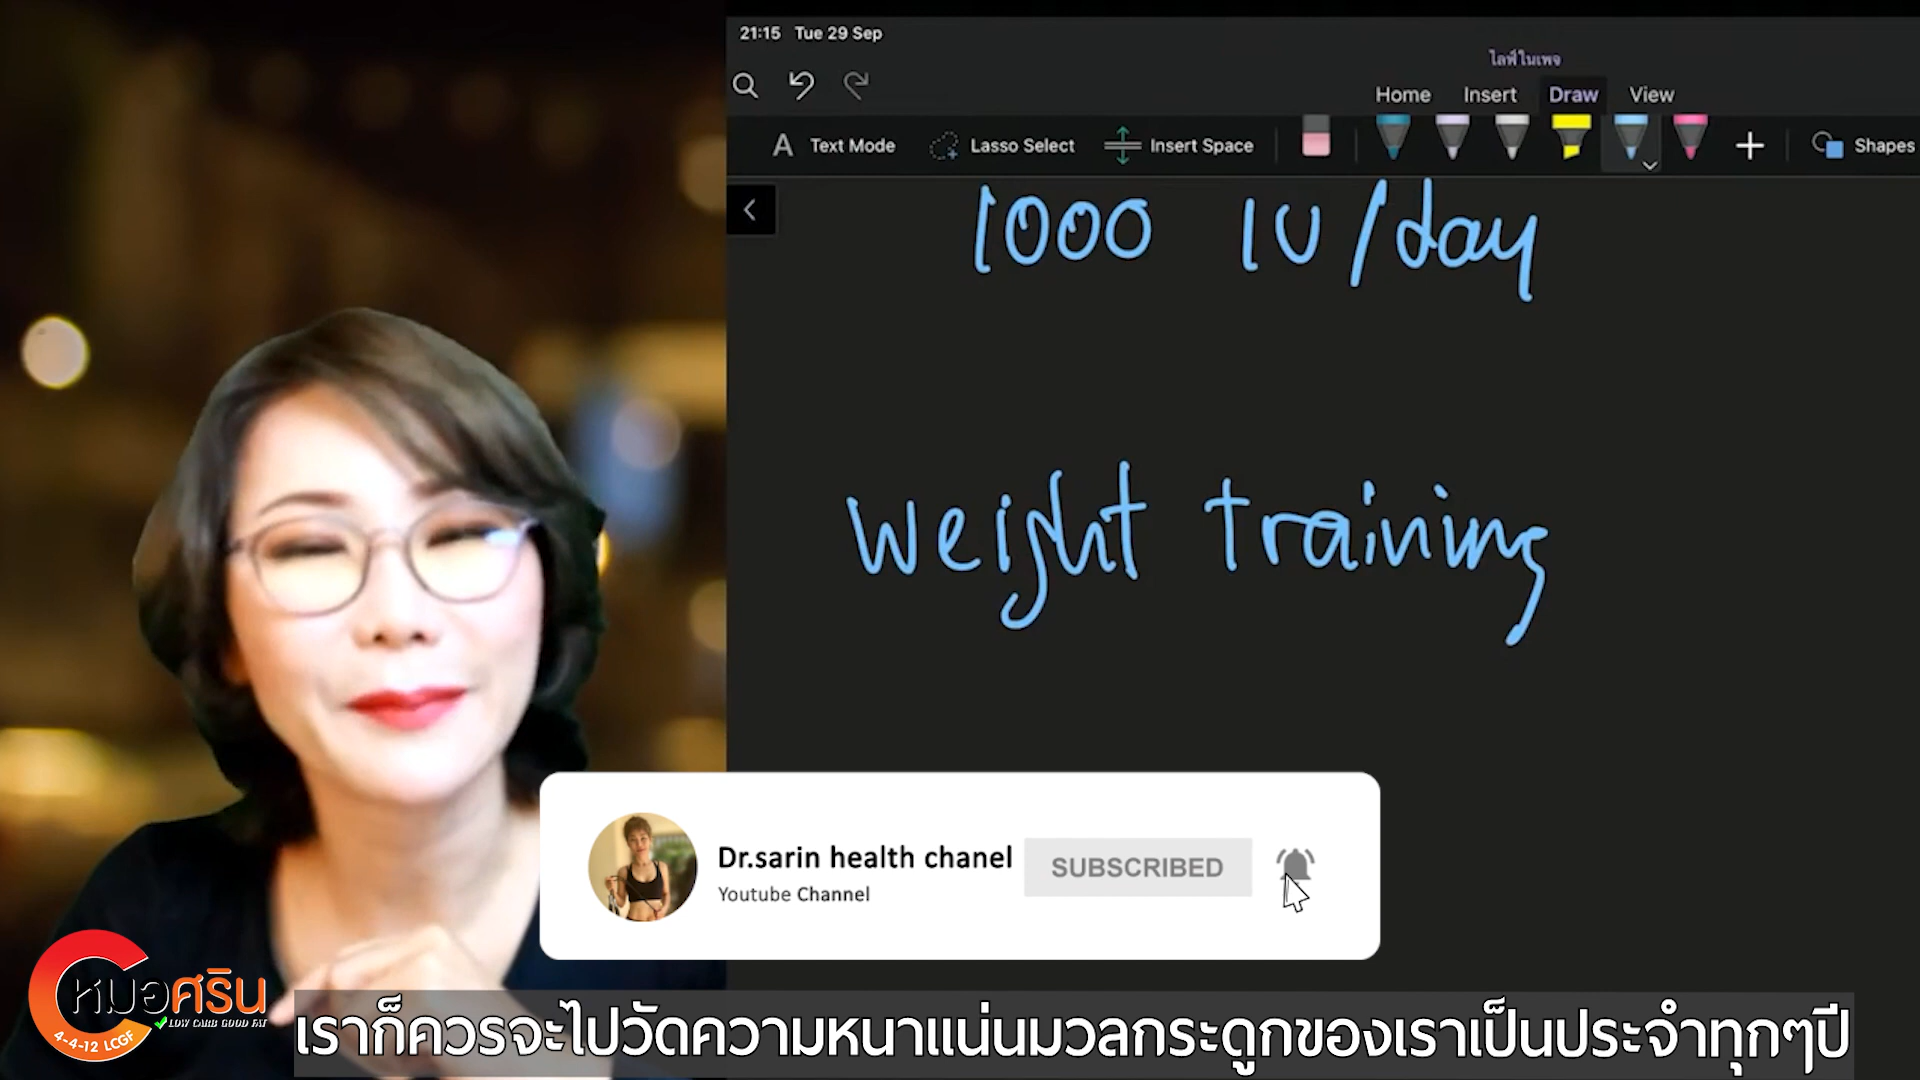 21:15 Tue 29 Sep
ไลฟ์ในเพจ
Home Insert Draw View
A Text Mode Lasso Select Insert Space Shapes
1000 IU/day
weight training
Dr.sarin health chanel
SUBSCRIBED
Youtube Channel
หมอศริน
LOW CARB GOOD FAT
4-4-12 LCGF
เราก็ควรจะไปวัดความหนาแน่นมวลกระดูกของเราเป็นประจำทุกๆปี